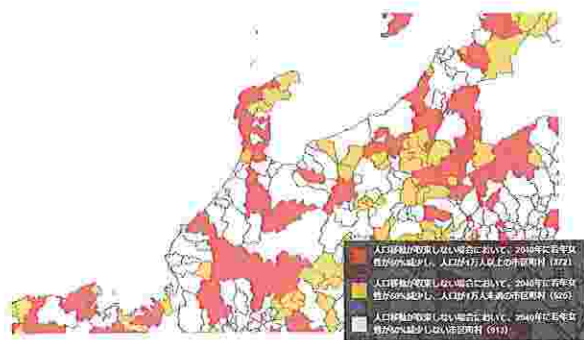 人口移動が収束しない場合において、2040年に若年女
性が50%減少し、人口が1万人以上の市区町村（373）
人口移動が収束しない場合において、2040年に若年女
性が50%減少し、人口が1万人未満の市区町村（523）
人口移動が収束しない場合において、2040年に若年女
性が50%減少しない市区町村